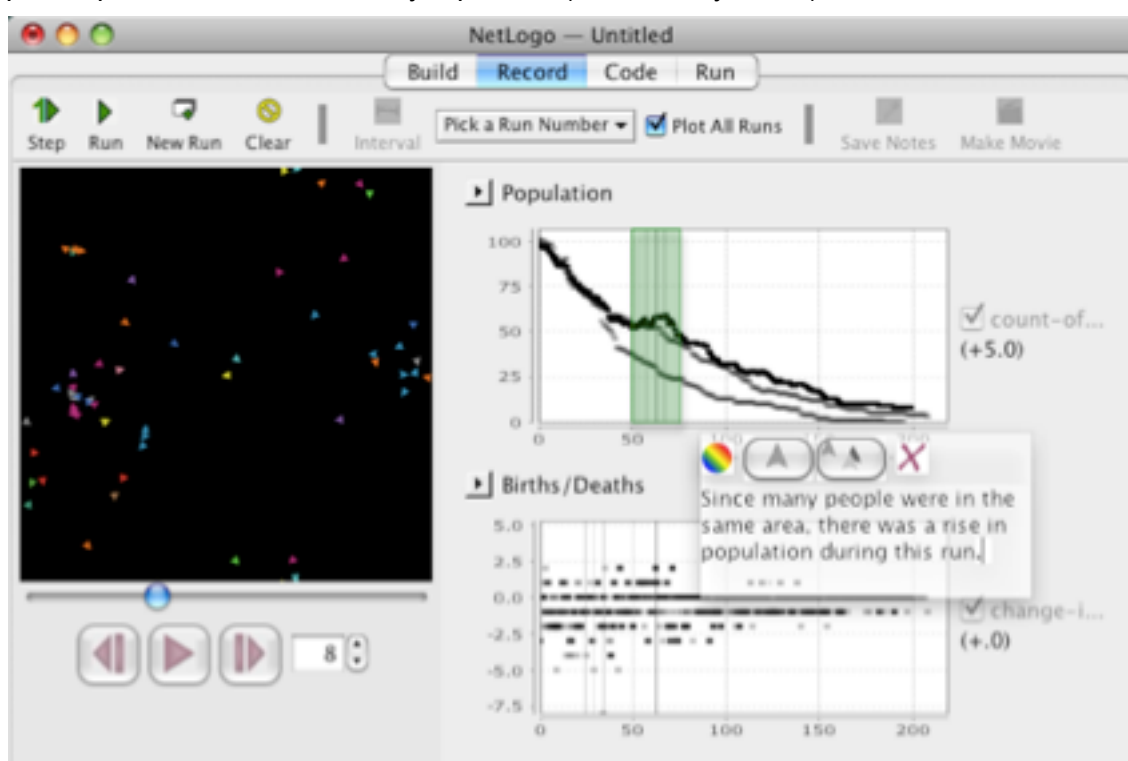 NetLogo — Untitled
Build Record Code Run
Step Run New Run Clear Interval Pick a Run Number Plot All Runs Save Notes Make Movie
Population
100
75
50
25
0
0 50 100 150 200
count-of...
(+5.0)
Since many people were in the
same area, there was a rise in
population during this run.
Births/Deaths
5.0
2.5
0.0
-2.5
-5.0
-7.5
0 50 100 150 200
change-i...
(+.0)
8